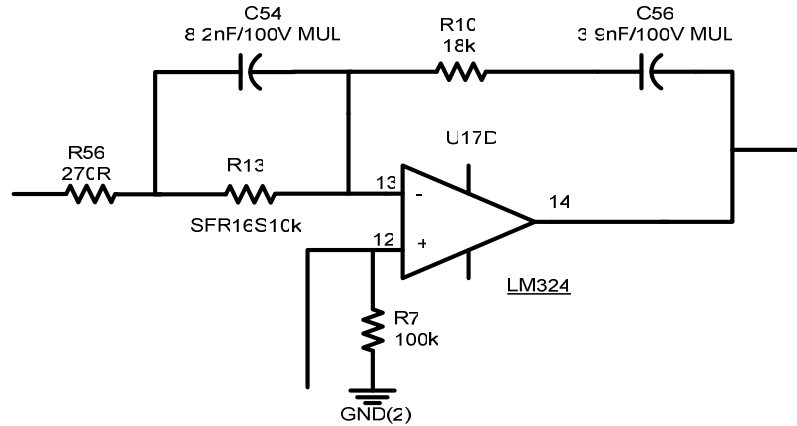 C54
8 2nF/100V MUL
R10
18k
C56
3 9nF/100V MUL
R56
270R
R13
SFR16S10k
U17D
13
-
14
12
+
LM324
R7
100k
GND(2)